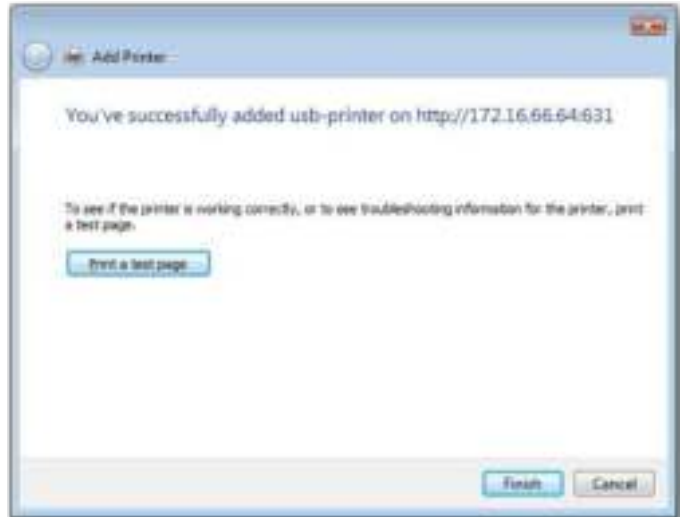 Add Printer
You've successfully added usb-printer on http://172.16.66.64:631
To see if the printer is working correctly, or to see troubleshooting information for the printer, print
a test page.
Print a test page
Finish
Cancel